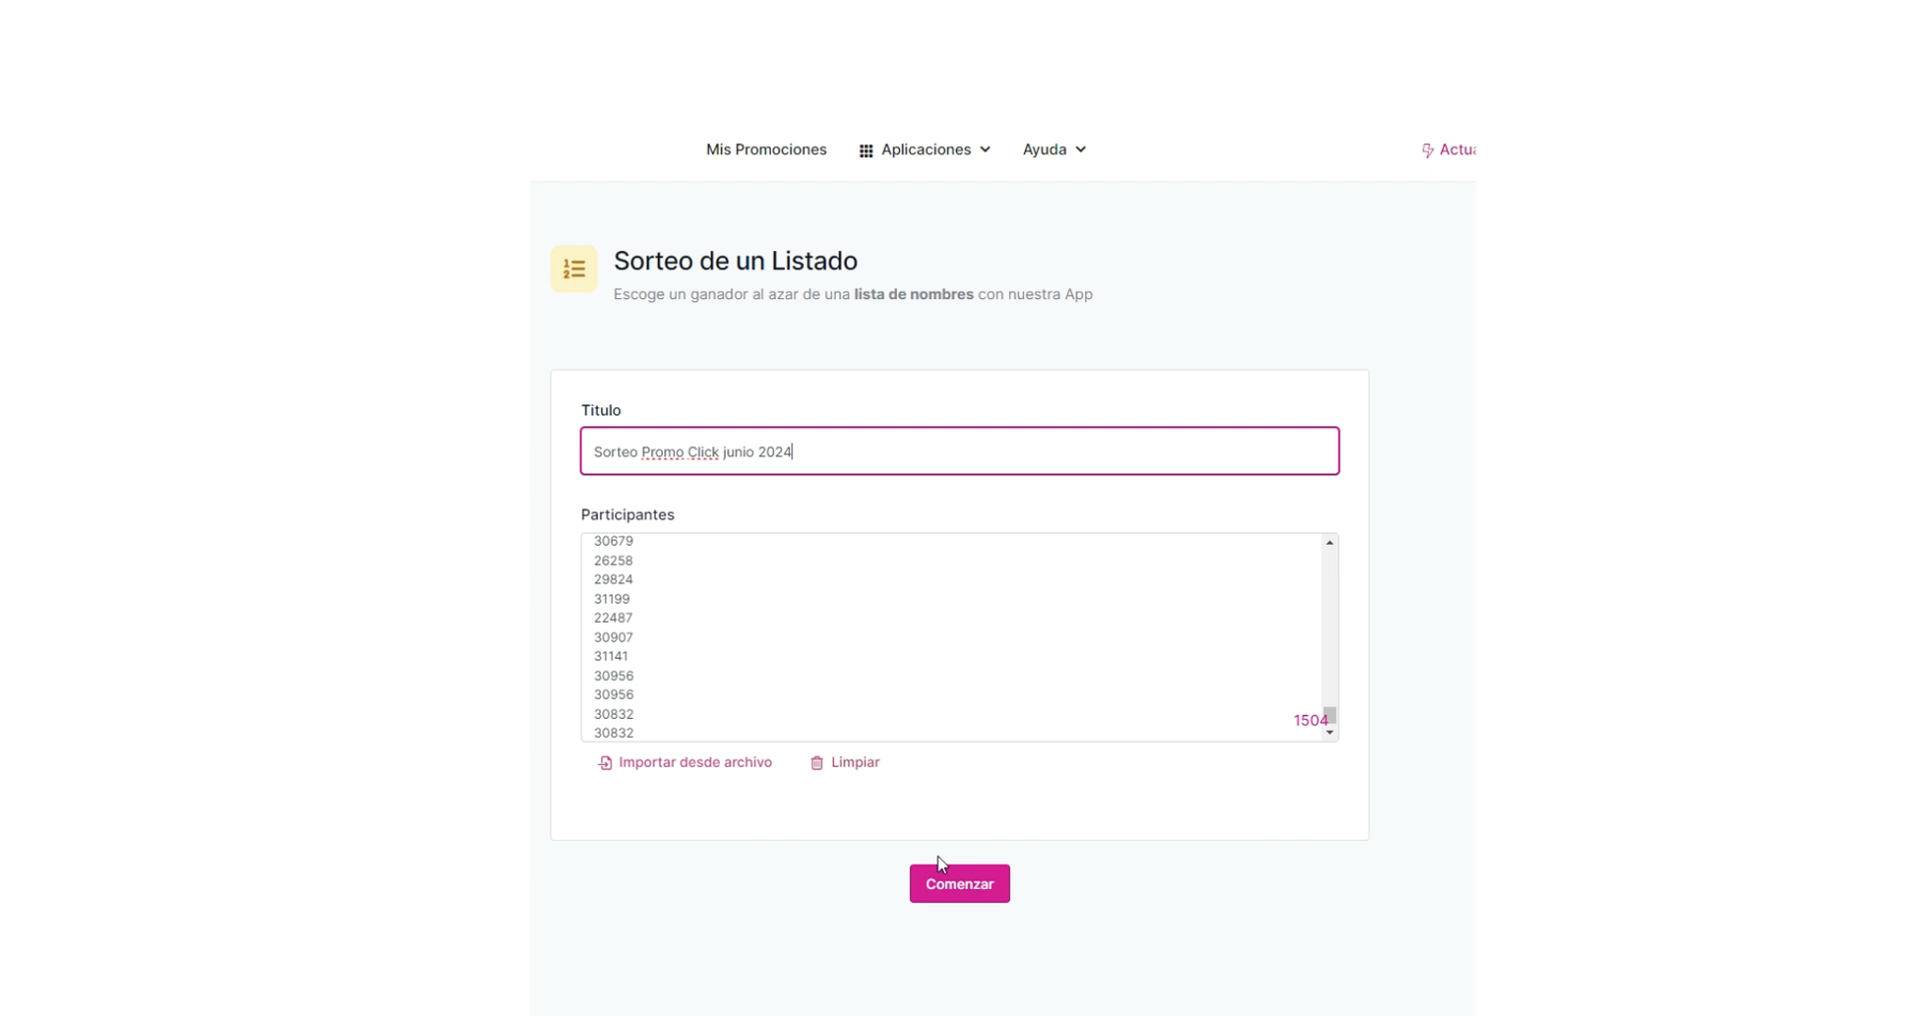 Mis Promociones Aplicaciones Ayuda Actua
Sorteo de un Listado
Escoge un ganador al azar de una lista de nombres con nuestra App
Titulo
Sorteo Promo Click junio 2024
Participantes
30679
26258
29824
31199
22487
30907
31141
30956
30956
30832
1504
30832
Importar desde archivo Limpiar
Comenzar